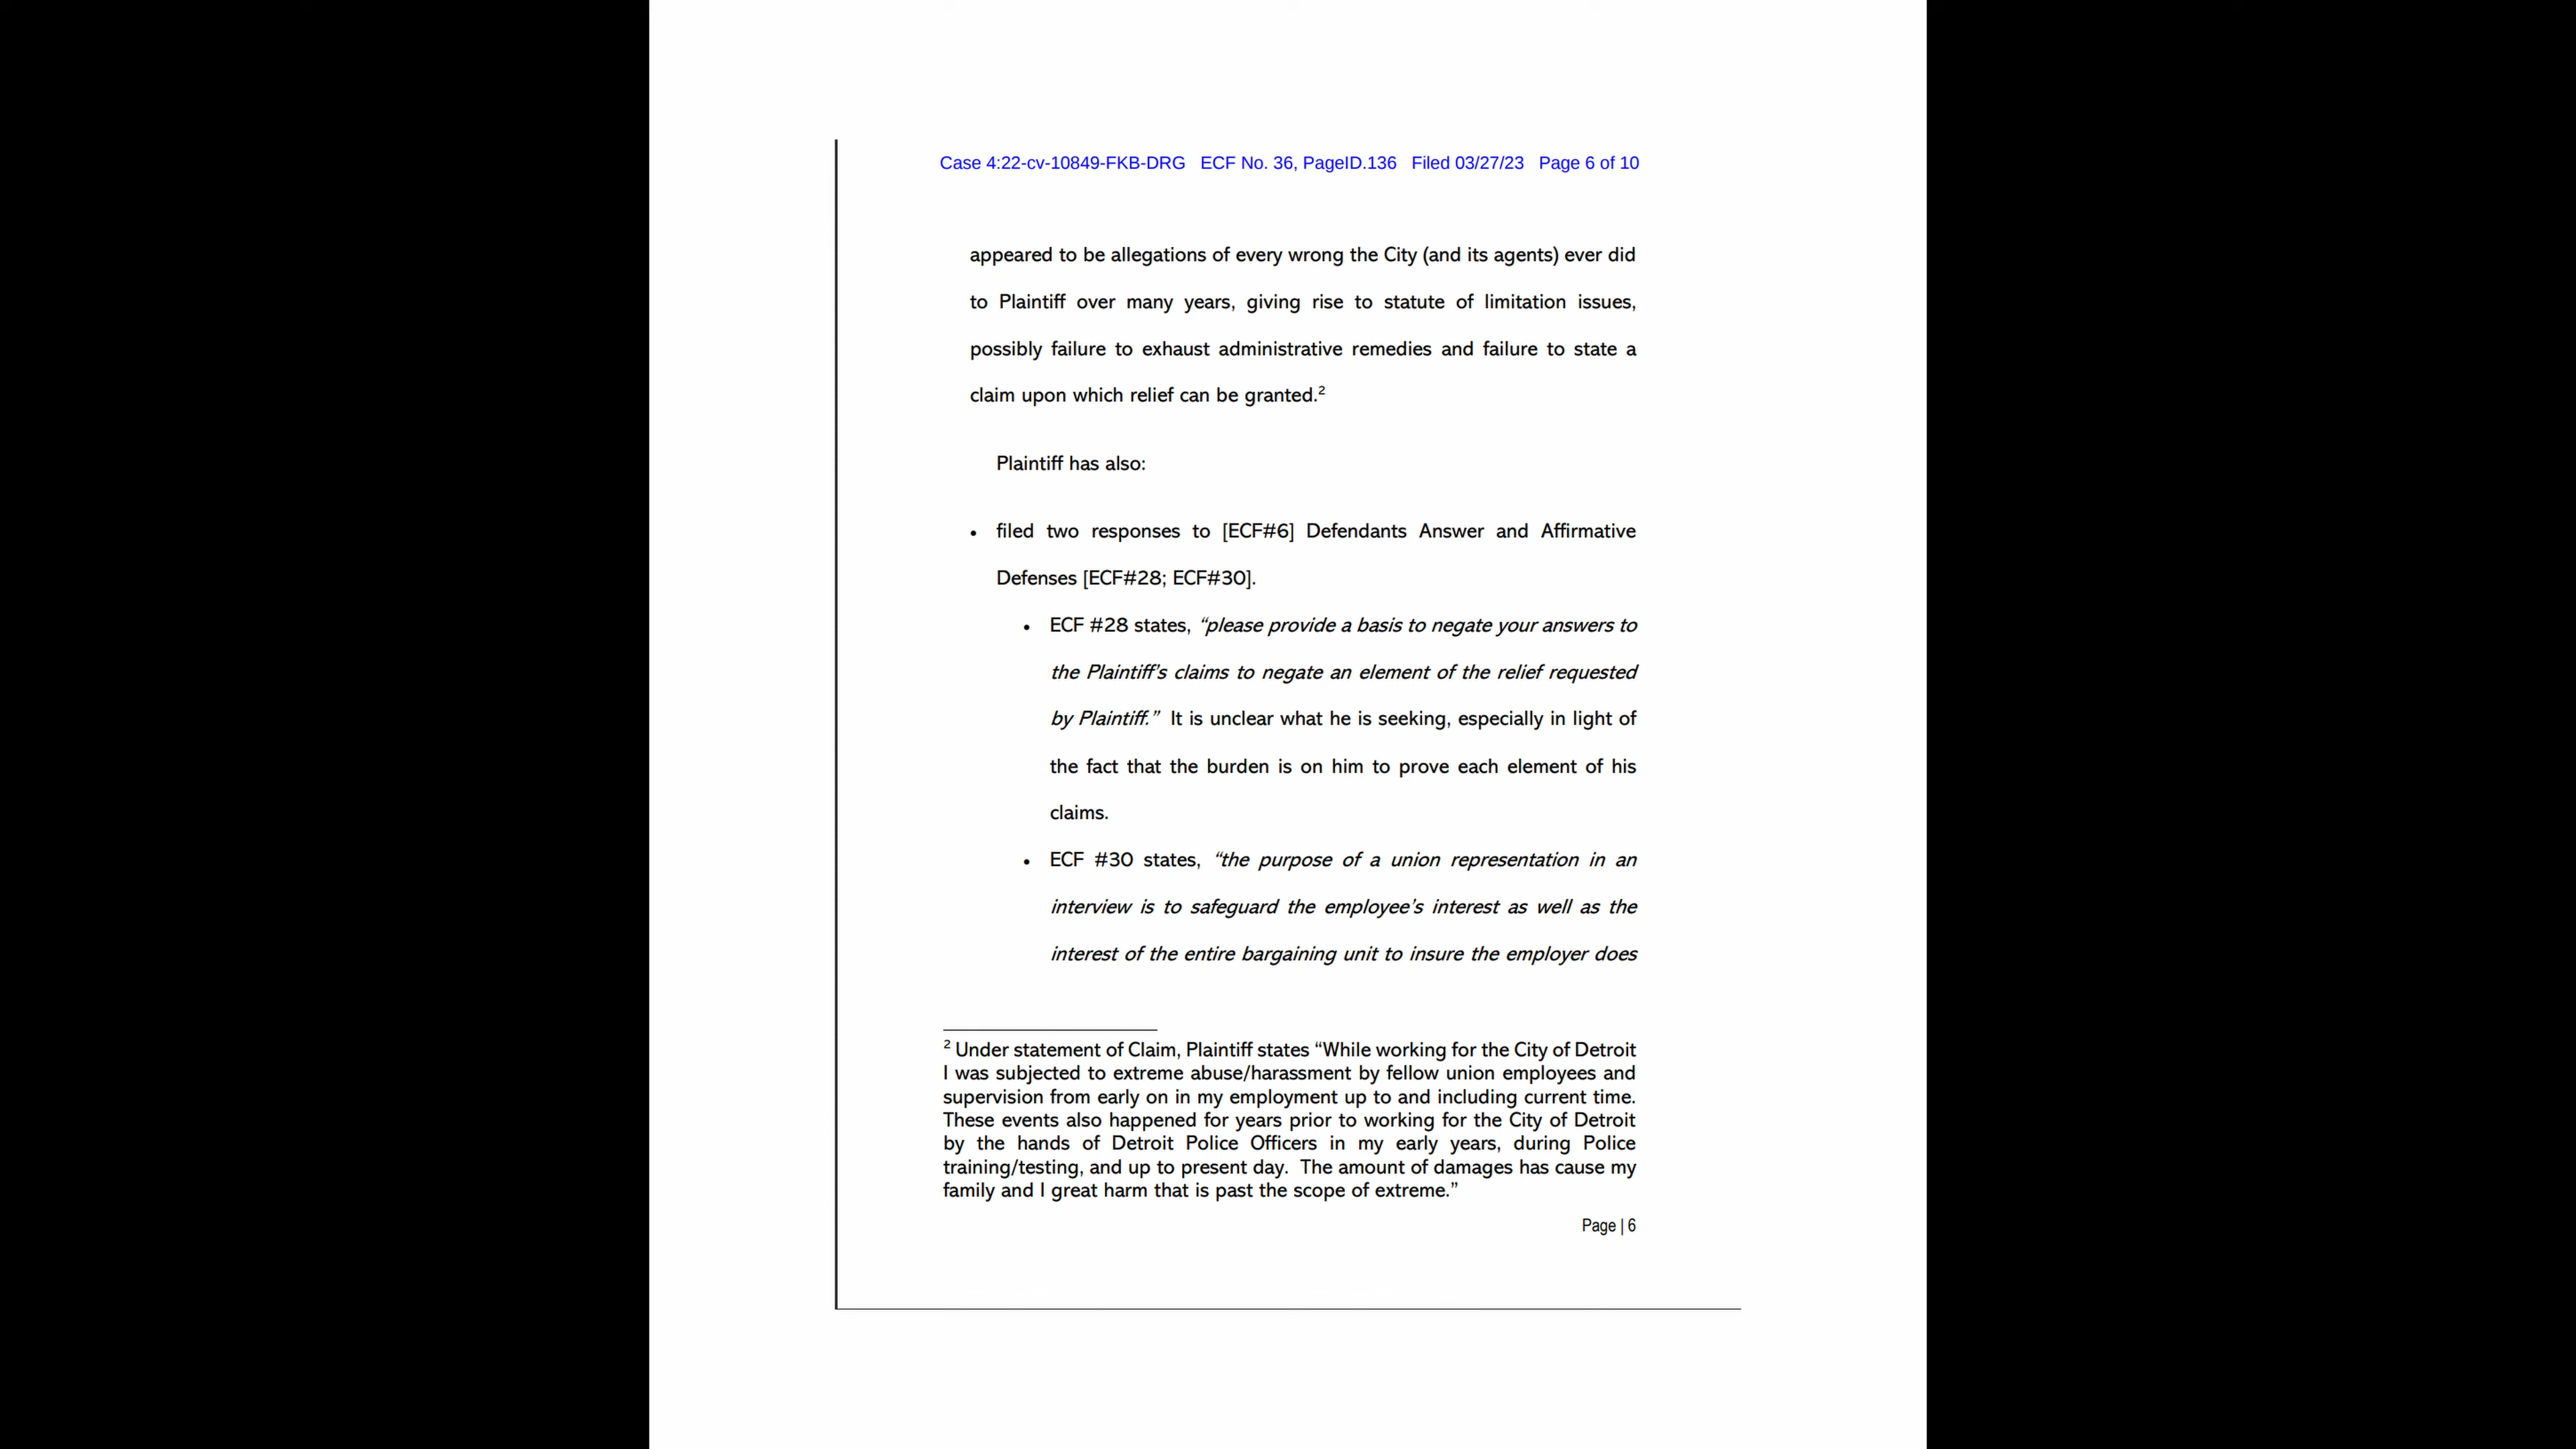 Case 4:22-cv-10849-FKB-DRG ECF No. 36, PageID.136 Filed 03/27/23 Page 6 of 10
appeared to be allegations of every wrong the City (and its agents) ever did
to Plaintiff over many years, giving rise to statute of limitation issues,
possibly failure to exhaust administrative remedies and failure to state a
claim upon which relief can be granted.²
Plaintiff has also:
• filed two responses to [ECF#6] Defendants Answer and Affirmative
Defenses [ECF#28; ECF#30].
• ECF #28 states, “please provide a basis to negate your answers to
the Plaintiff’s claims to negate an element of the relief requested
by Plaintiff.” It is unclear what he is seeking, especially in light of
the fact that the burden is on him to prove each element of his
claims.
• ECF #30 states, “the purpose of a union representation in an
interview is to safeguard the employee’s interest as well as the
interest of the entire bargaining unit to insure the employer does
² Under statement of Claim, Plaintiff states “While working for the City of Detroit
I was subjected to extreme abuse/harassment by fellow union employees and
supervision from early on in my employment up to and including current time.
These events also happened for years prior to working for the City of Detroit
by the hands of Detroit Police Officers in my early years, during Police
training/testing, and up to present day. The amount of damages has cause my
family and I great harm that is past the scope of extreme.”
Page | 6